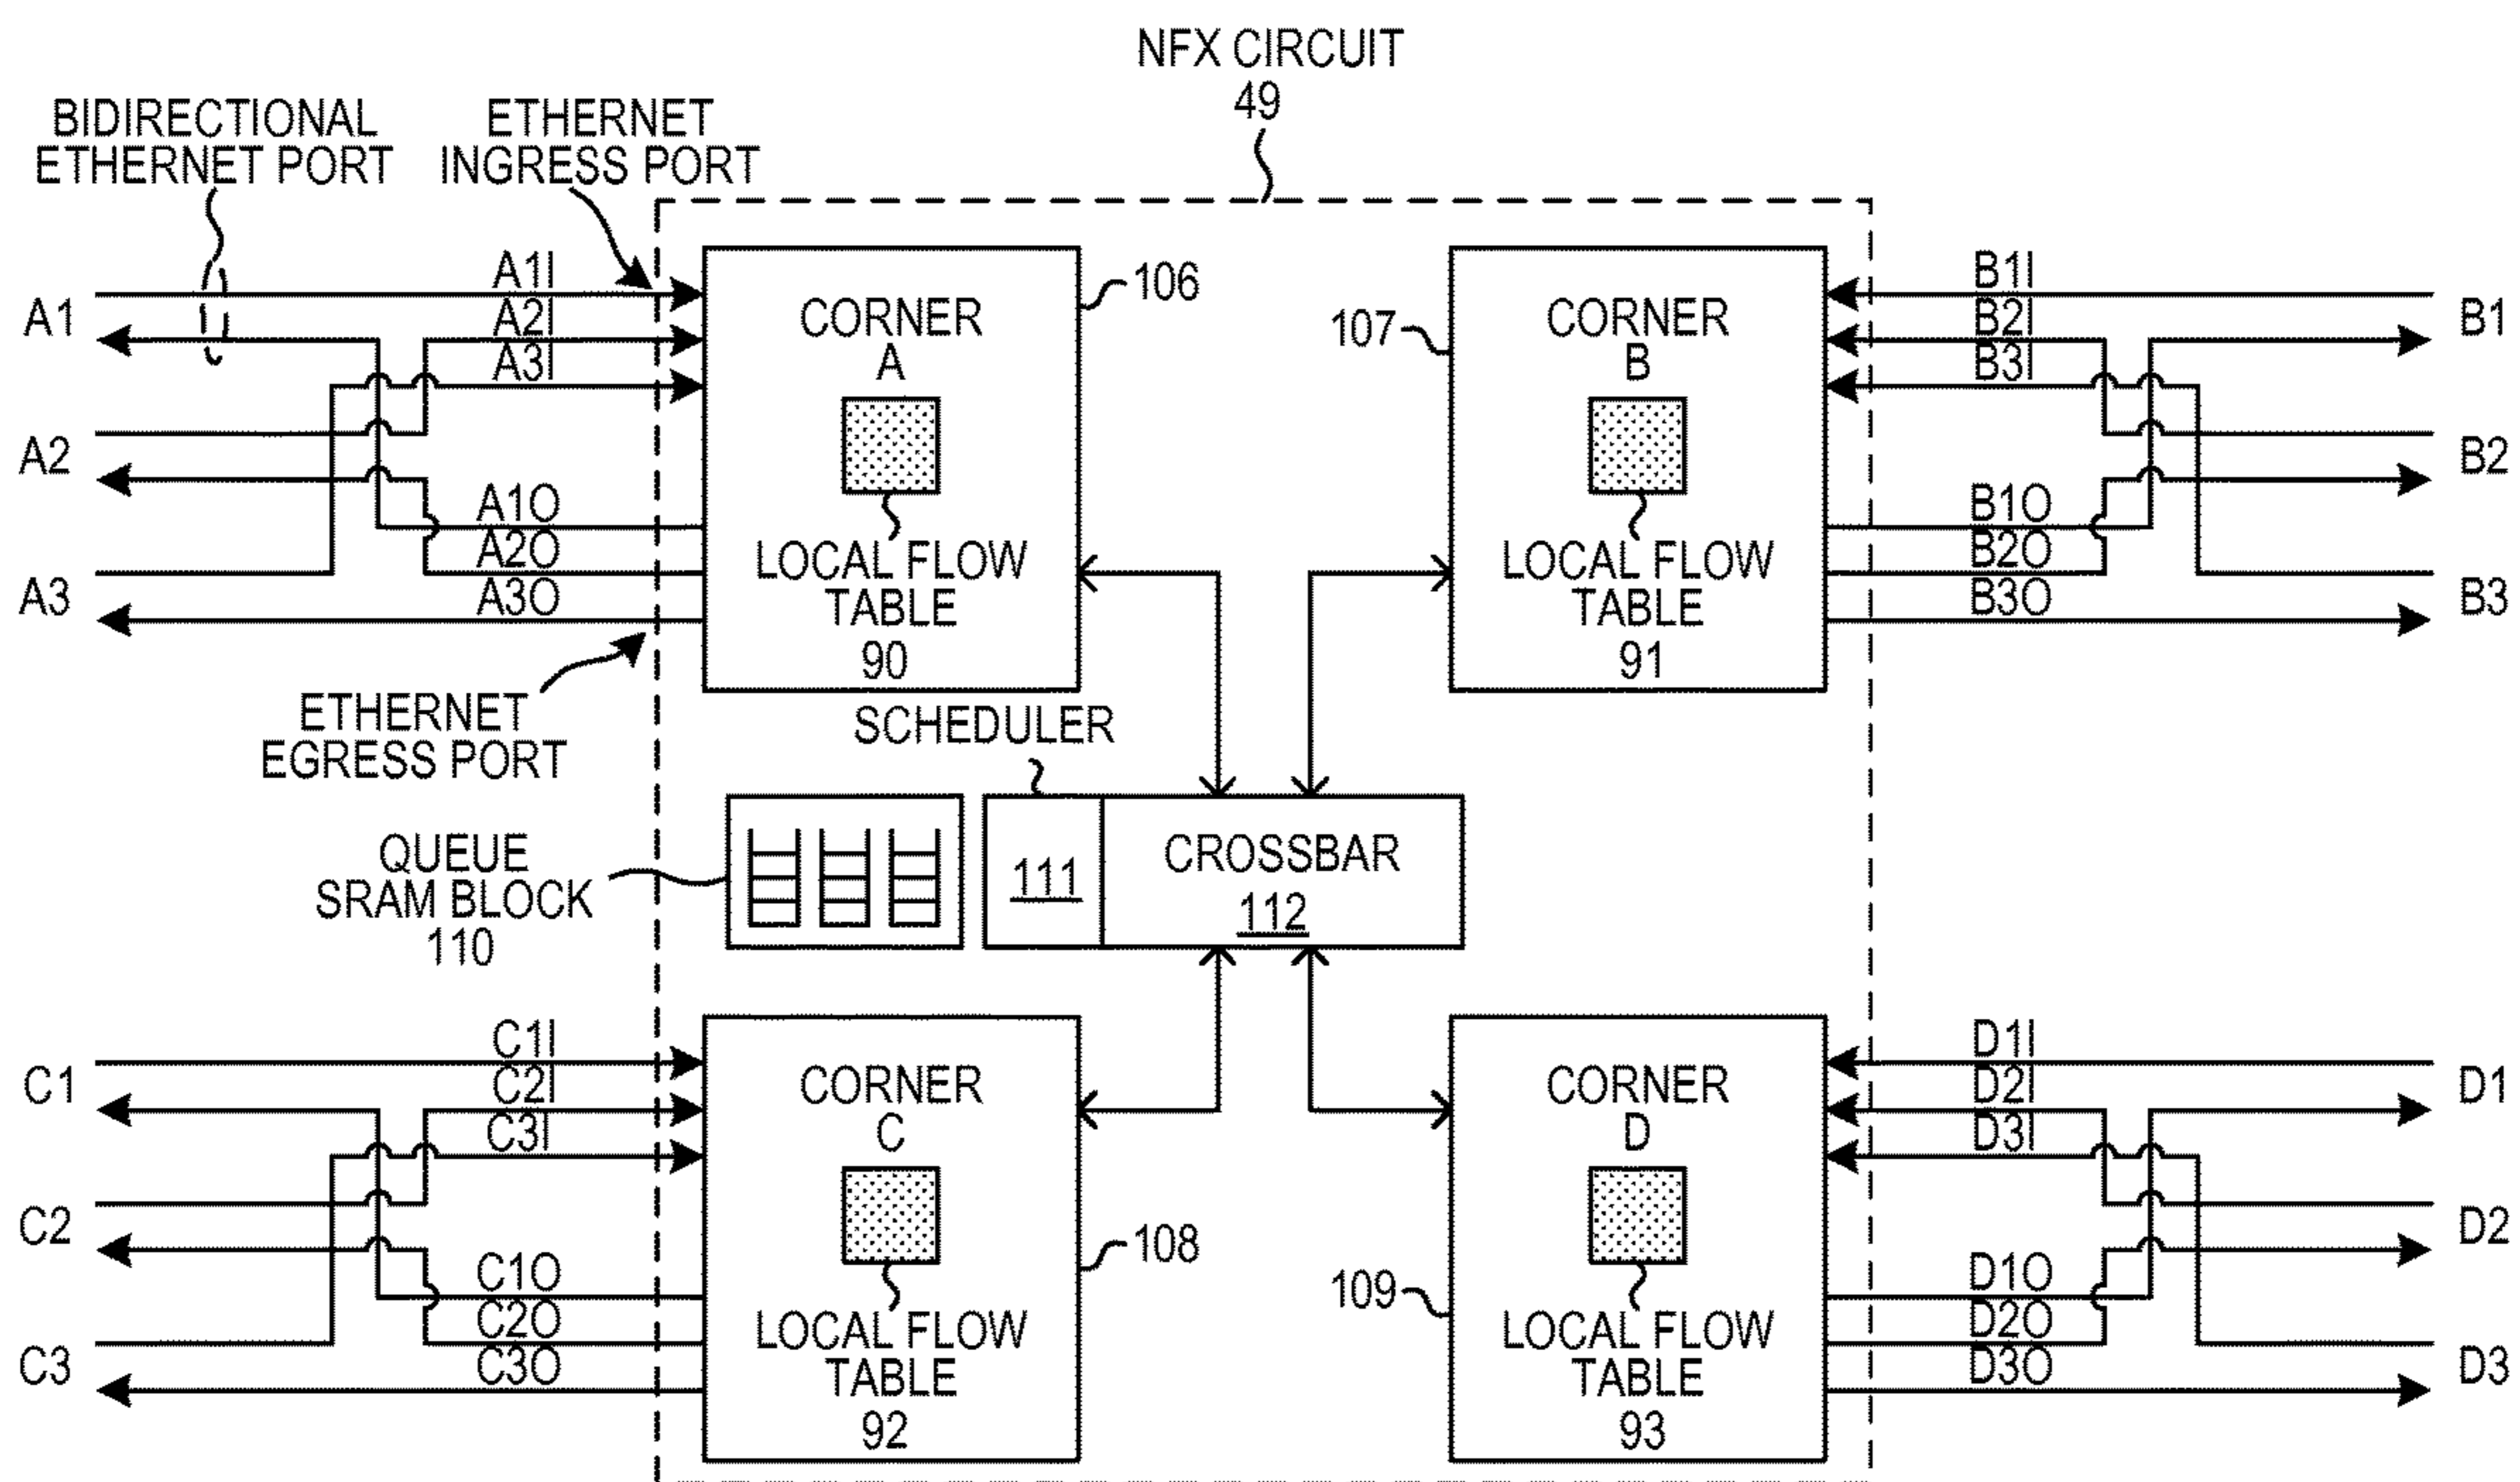 NFX CIRCUIT
49
BIDIRECTIONAL
ETHERNET PORT
ETHERNET
INGRESS PORT
A1
A2
A3
A1I
A2I
A3I
A1O
A2O
A3O
CORNER
A
LOCAL FLOW
TABLE
90
106
107
CORNER
B
LOCAL FLOW
TABLE
91
B1I
B2I
B3I
B1O
B2O
B3O
B1
B2
B3
ETHERNET
EGRESS PORT
SCHEDULER
QUEUE
SRAM BLOCK
110
111
CROSSBAR
112
C1
C2
C3
C1I
C2I
C3I
C1O
C2O
C3O
CORNER
C
LOCAL FLOW
TABLE
92
108
109
CORNER
D
LOCAL FLOW
TABLE
93
D1I
D2I
D3I
D1O
D2O
D3O
D1
D2
D3